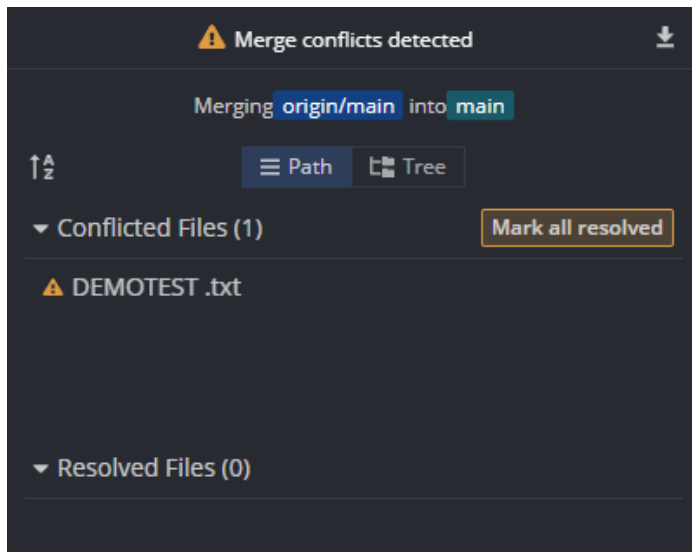 Merge conflicts detected
Merging origin/main into main
A Z Path Tree
Conflicted Files (1) Mark all resolved
DEMOTEST .txt
Resolved Files (0)